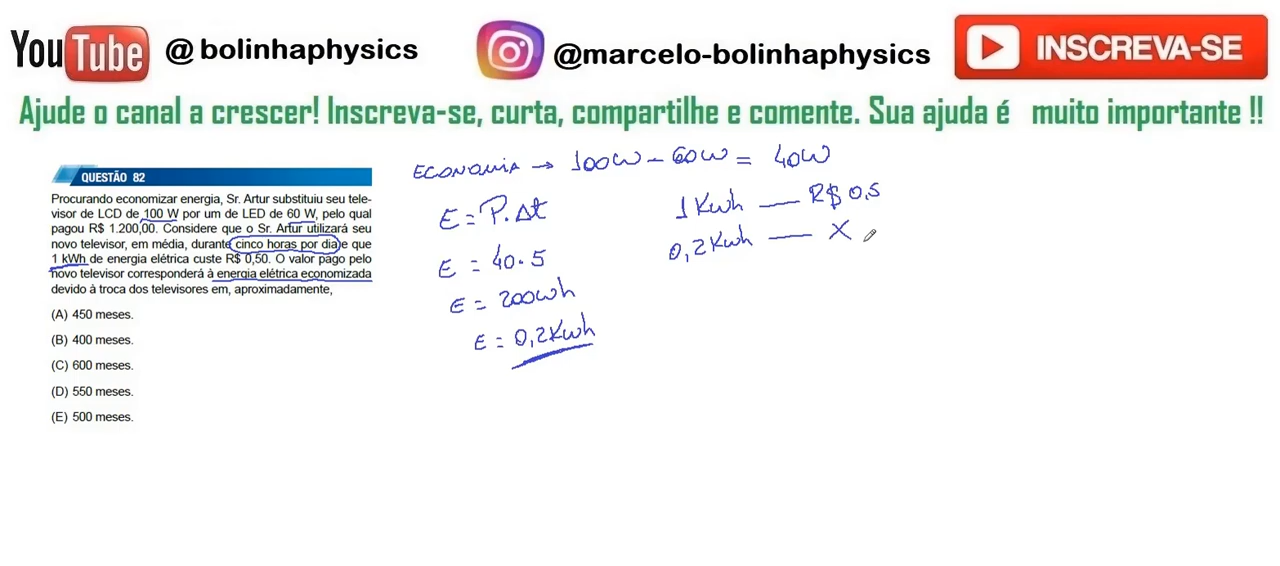 YouTube @bolinhaphysics @marcelo-bolinhaphysics INSCREVA-SE
Ajude o canal a crescer! Inscreva-se, curta, compartilhe e comente. Sua ajuda é muito importante !!
QUESTÃO 82
Procurando economizar energia, Sr. Artur substituiu seu tele-
visor de LCD de 100 W por um de LED de 60 W, pelo qual
pagou R$ 1.200,00. Considere que o Sr. Artur utilizará seu
novo televisor, em média, durante cinco horas por dia e que
1 kWh de energia elétrica custe R$ 0,50. O valor pago pelo
novo televisor corresponderá à energia elétrica economizada
devido à troca dos televisores em, aproximadamente,
(A) 450 meses.
(B) 400 meses.
(C) 600 meses.
(D) 550 meses.
(E) 500 meses.
ECONOMIA → 100W - 60W = 40W
E = P.Δt
E = 40.5
E = 200Wh
E = 0,2Kwh
1Kwh — R$ 0,5
0,2Kwh — X